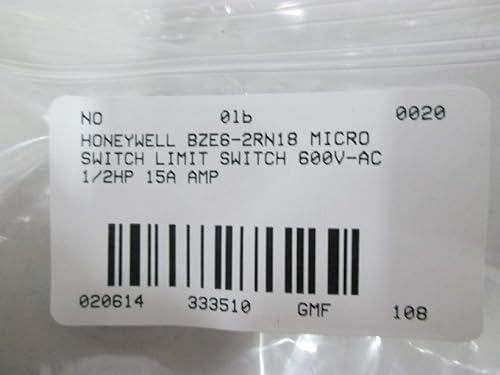 NO 01b 0020
HONEYWELL BZE6-2RN18 MICRO
SWITCH LIMIT SWITCH 600V-AC
1/2HP 15A AMP
020614 333510 GMF 108